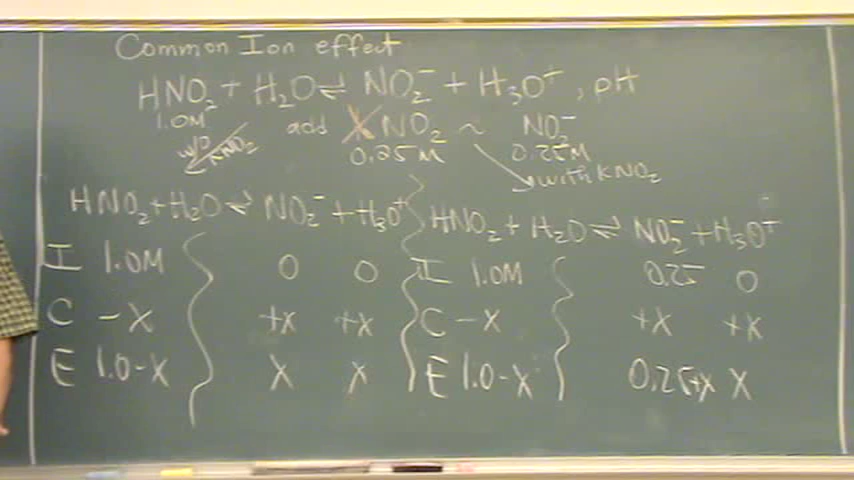 Common Ion effect
HNO₂ + H₂O ⇌ NO₂⁻ + H₃O⁺, pH
1.0M add KNO₂ ~ NO₂⁻
w/o KNO₂ 0.25M 0.25M
with KNO₂
HNO₂ + H₂O ⇌ NO₂⁻ + H₃O⁺
I 1.0M 0 0
C -X +X +X
E 1.0-X X X
HNO₂ + H₂O ⇌ NO₂⁻ + H₃O⁺
I 1.0M 0.25 0
C -X +X +X
E 1.0-X 0.25+X X